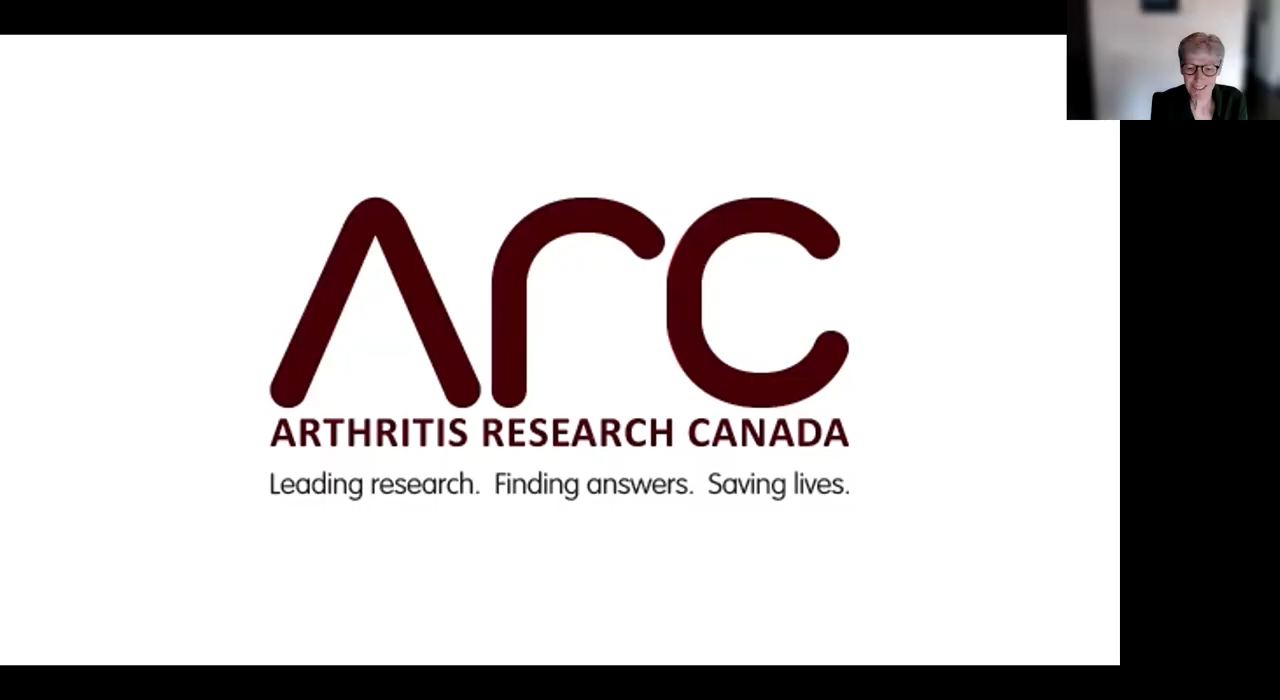 Arc
ARTHRITIS RESEARCH CANADA
Leading research. Finding answers. Saving lives.